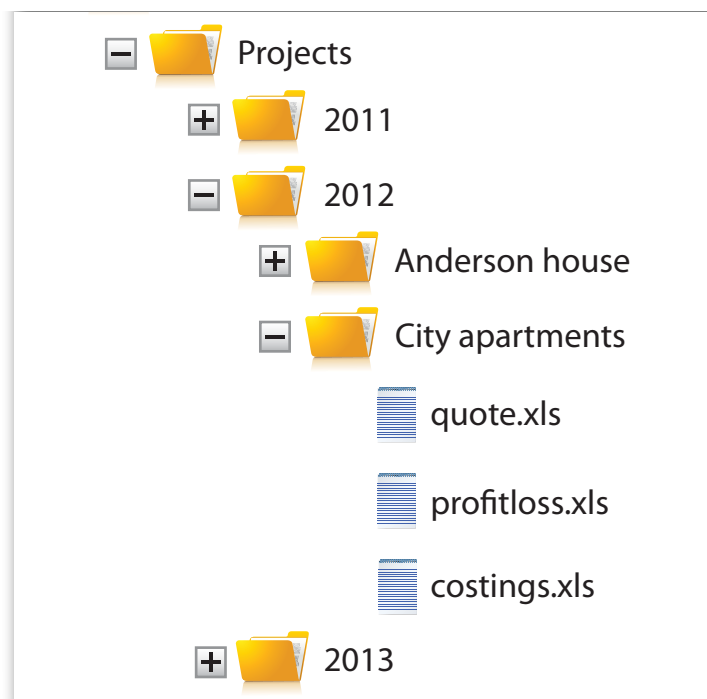 Projects
2011
2012
Anderson house
City apartments
quote.xls
profitloss.xls
costings.xls
2013